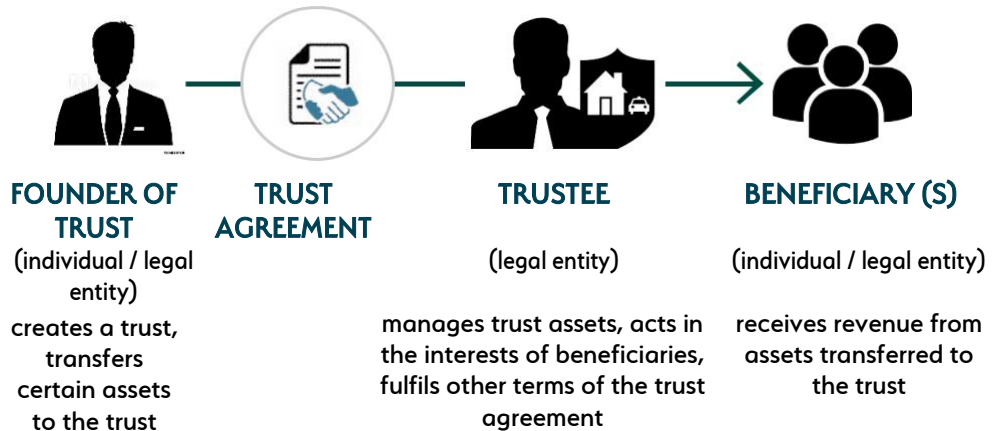 FOUNDER OF
TRUST
(individual / legal
entity)
creates a trust,
transfers
certain assets
to the trust
TRUST
AGREEMENT
TRUSTEE
(legal entity)
manages trust assets, acts in
the interests of beneficiaries,
fulfils other terms of the trust
agreement
BENEFICIARY (S)
(individual / legal entity)
receives revenue from
assets transferred to
the trust